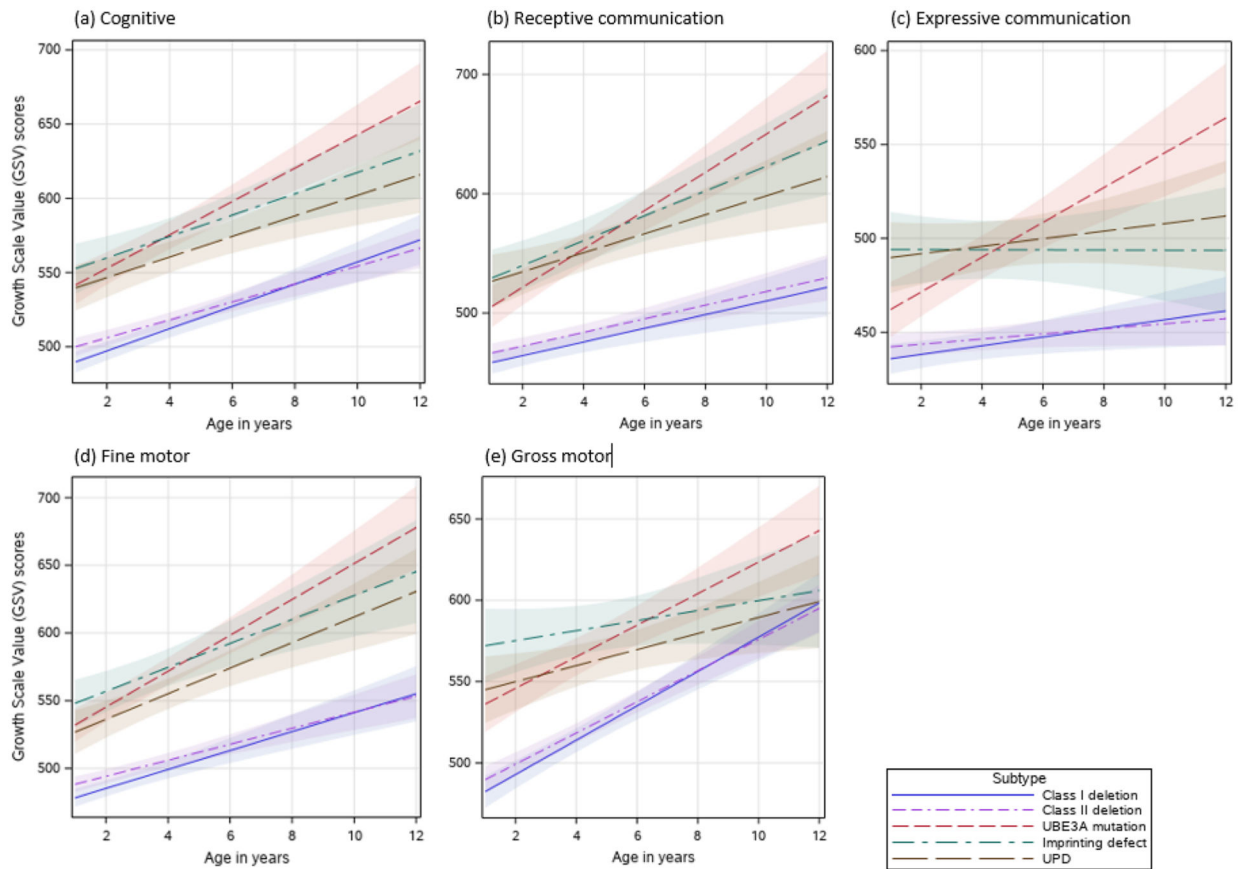 (a) Cognitive
(b) Receptive communication
(c) Expressive communication
Growth Scale Value (GSV) scores
700
650
600
550
500
2 4 6 8 10 12
Age in years
700
600
500
2 4 6 8 10 12
Age in years
600
550
500
450
2 4 6 8 10 12
Age in years
(d) Fine motor
(e) Gross motor
Growth Scale Value (GSV) scores
700
650
600
550
500
2 4 6 8 10 12
Age in years
650
600
550
500
2 4 6 8 10 12
Age in years
Subtype
Class I deletion
Class II deletion
UBE3A mutation
Imprinting defect
UPD